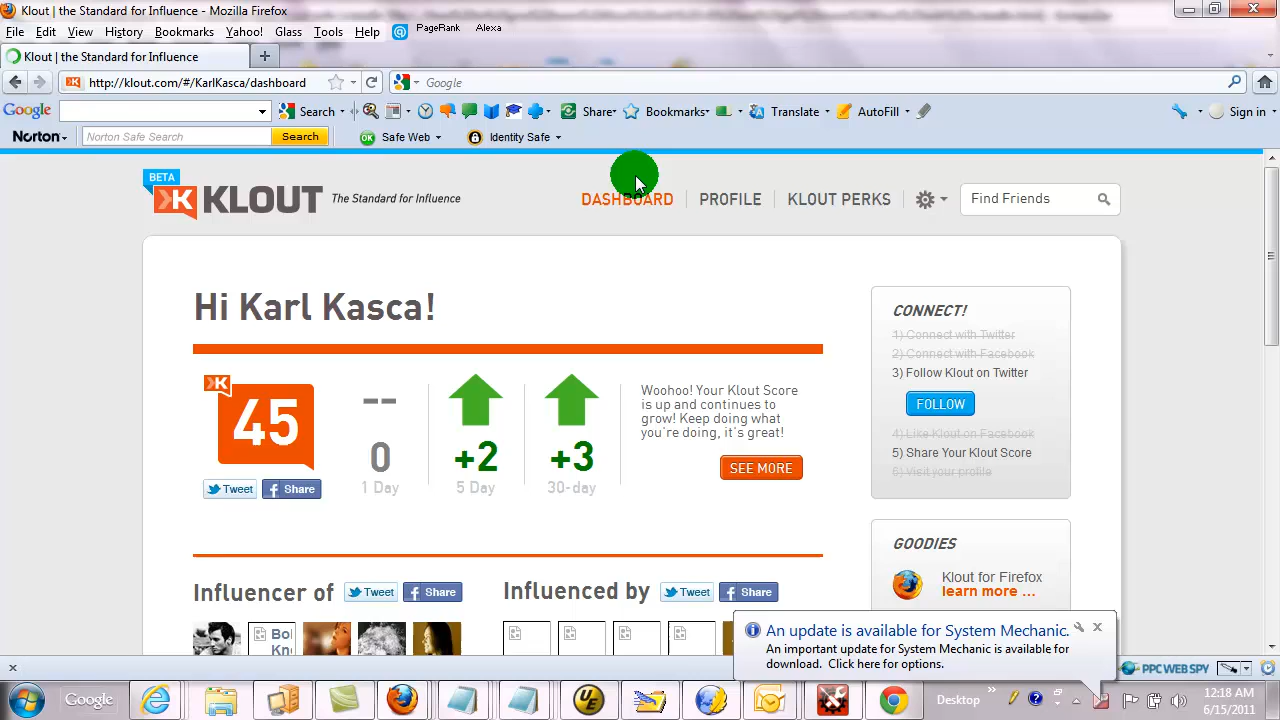 Klout | the Standard for Influence - Mozilla Firefox
File Edit View History Bookmarks Yahoo! Glass Tools Help @ PageRank Alexa
Klout | the Standard for Influence
http://klout.com/#/KarlKasca/dashboard
Google
Google Search Share Bookmarks Translate AutoFill Sign in
Norton Norton Safe Search Search OK Safe Web Identity Safe
BETA
KLOUT The Standard for Influence
DASHBOARD PROFILE KLOUT PERKS Find Friends
Hi Karl Kasca!
45
Tweet Share
--
0
1 Day
+2
5 Day
+3
30-day
Woohoo! Your Klout Score
is up and continues to
grow! Keep doing what
you're doing, it's great!
SEE MORE
CONNECT!
1) Connect with Twitter
2) Connect with Facebook
3) Follow Klout on Twitter
FOLLOW
4) Like Klout on Facebook
5) Share Your Klout Score
6) Visit your profile
GOODIES
Klout for Firefox
learn more ...
Influencer of Tweet Share
Influenced by Tweet Share
An update is available for System Mechanic.
An important update for System Mechanic is available for
download. Click here for options.
PPC WEB SPY
Google
Desktop
12:18 AM
6/15/2011